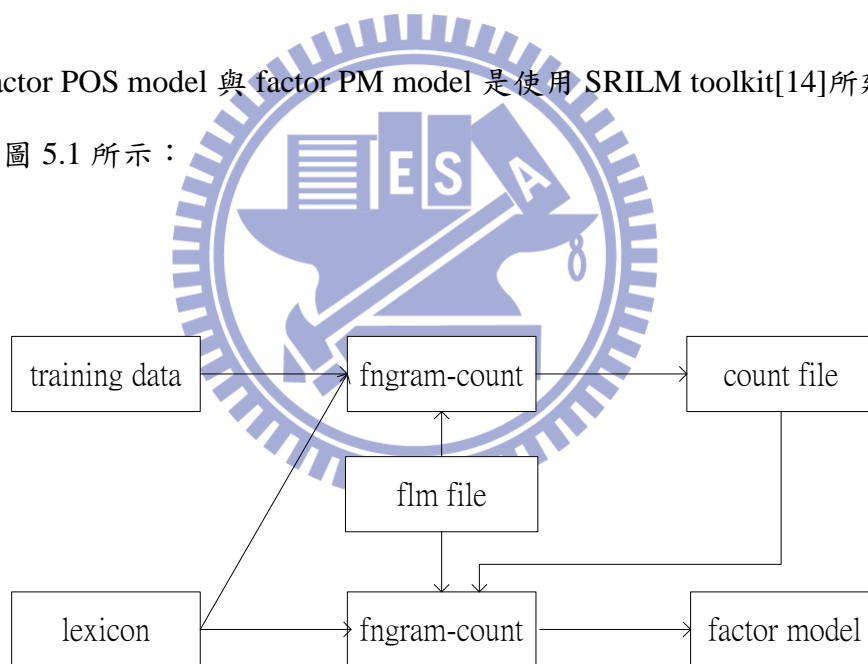 actor POS model 與 factor PM model 是使用 SRILM toolkit[14]所
圖 5.1 所示：
E S A
8
training data
fngram-count
count file
flm file
lexicon
fngram-count
factor model